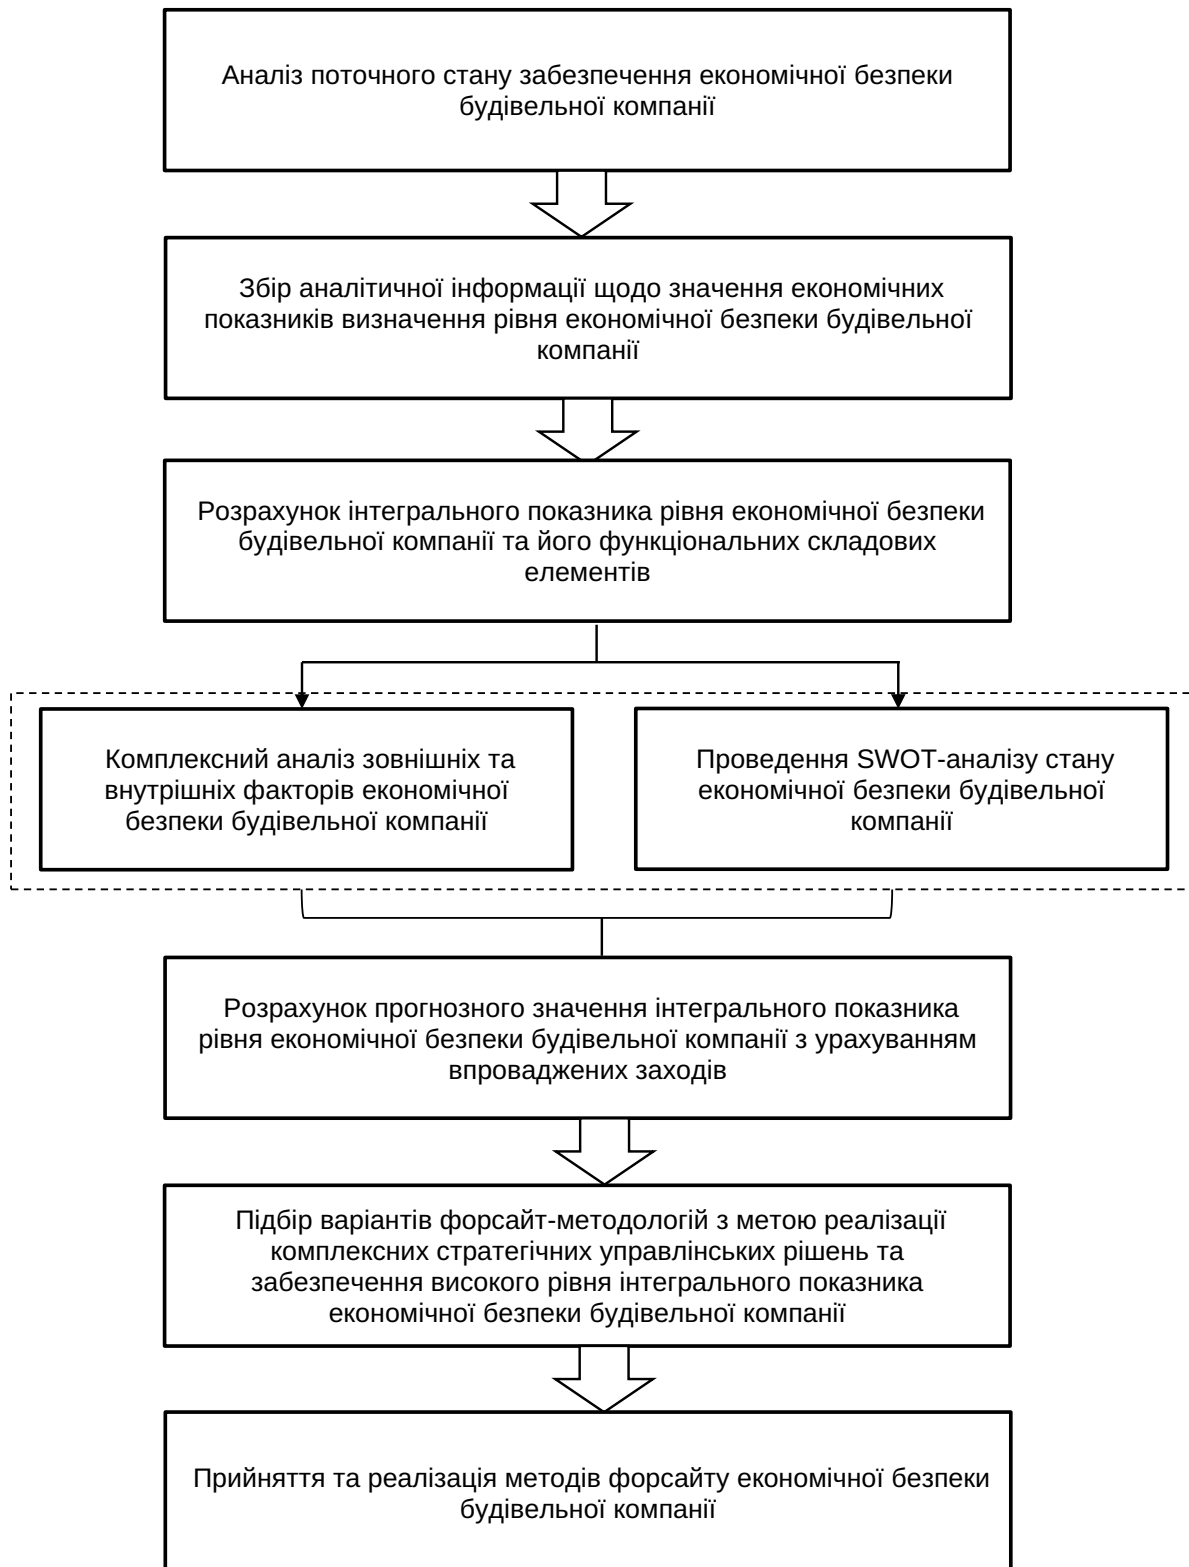 Аналіз поточного стану забезпечення економічної безпеки
будівельної компанії
Збір аналітичної інформації щодо значення економічних
показників визначення рівня економічної безпеки будівельної
компанії
Розрахунок інтегрального показника рівня економічної безпеки
будівельної компанії та його функціональних складових
елементів
Комплексний аналіз зовнішніх та
внутрішніх факторів економічної
безпеки будівельної компанії
Проведення SWOT-аналізу стану
економічної безпеки будівельної
компанії
Розрахунок прогнозного значення інтегрального показника
рівня економічної безпеки будівельної компанії з урахуванням
впроваджених заходів
Підбір варіантів форсайт-методологій з метою реалізації
комплексних стратегічних управлінських рішень та
забезпечення високого рівня інтегрального показника
економічної безпеки будівельної компанії
Прийняття та реалізація методів форсайту економічної безпеки
будівельної компанії